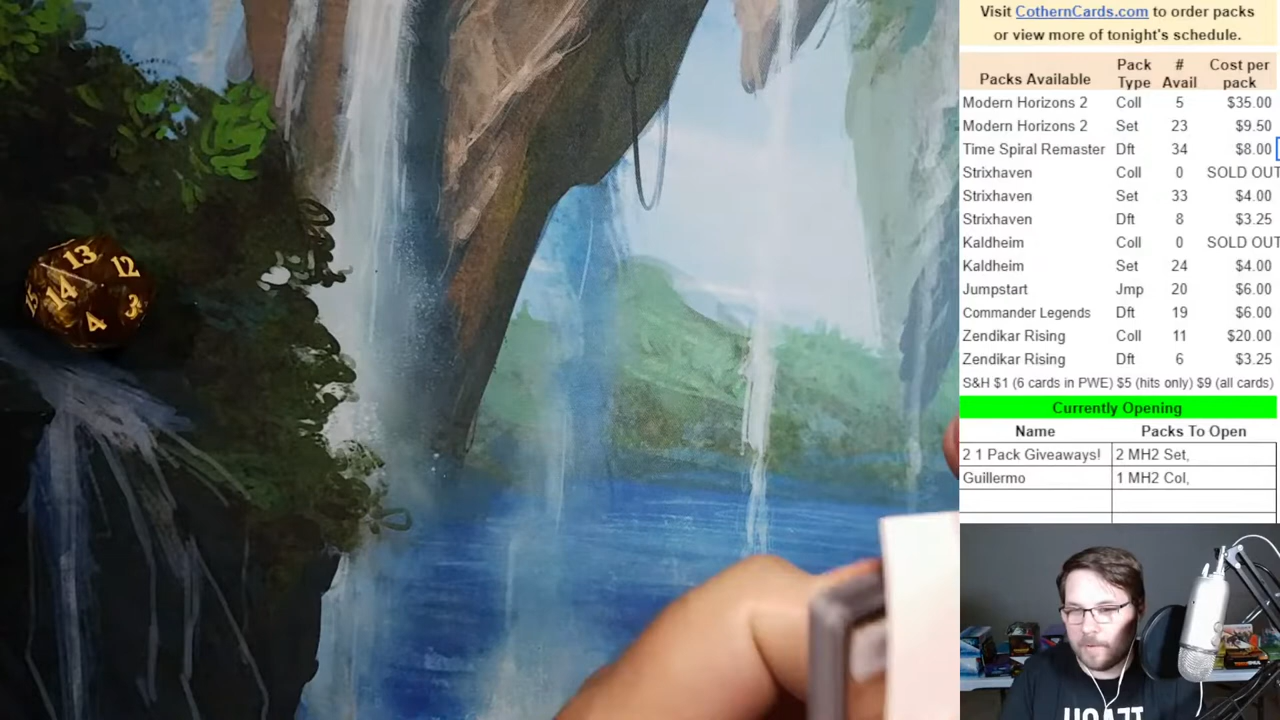 Visit CothernCards.com to order packs
or view more of tonight's schedule.
Packs Available Pack Type # Avail Cost per pack
Modern Horizons 2 Coll 5 $35.00
Modern Horizons 2 Set 23 $9.50
Time Spiral Remaster Dft 34 $8.00
Strixhaven Coll 0 SOLD OUT
Strixhaven Set 33 $4.00
Strixhaven Dft 8 $3.25
Kaldheim Coll 0 SOLD OUT
Kaldheim Set 24 $4.00
Jumpstart Jmp 20 $6.00
Commander Legends Dft 19 $6.00
Zendikar Rising Coll 11 $20.00
Zendikar Rising Dft 6 $3.25
S&H $1 (6 cards in PWE) $5 (hits only) $9 (all cards)
Currently Opening
Name Packs To Open
2 1 Pack Giveaways! 2 MH2 Set,
Guillermo 1 MH2 Col,
13
12
14
3
4